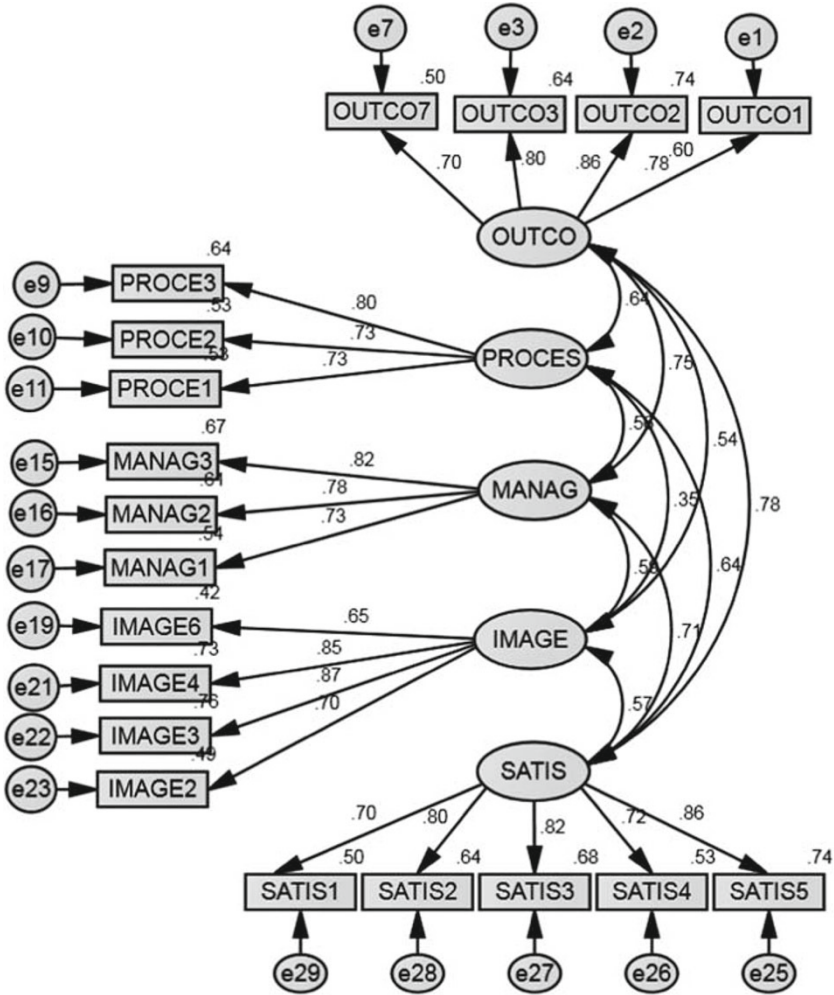 e7 e3 e2 e1
.50 .64 .74
OUTCO7 OUTCO3 OUTCO2 OUTCO1
.70 .80 .86 .78 .60
OUTCO
.64
e9 PROCE3
.80
.64
.53
e10 PROCE2
.73
PROCES
.53
e11 PROCE1
.73
.75
.67
.54
e15 MANAG3
.82
.61
MANAG
.78
e16 MANAG2
.35
.78
.73
.54
e17 MANAG1
.64
.42
e19 IMAGE6
.65
IMAGE
.71
.73
.85
e21 IMAGE4
.87
.76
.70
.57
e22 IMAGE3
.49
e23 IMAGE2
SATIS
.70 .80 .82 .72 .86
.50 .64 .68 .53 .74
SATIS1 SATIS2 SATIS3 SATIS4 SATIS5
e29 e28 e27 e26 e25